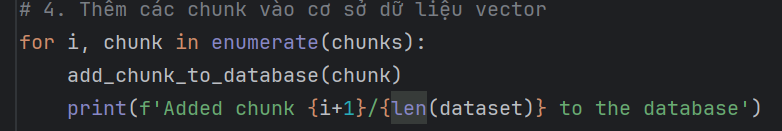 # 4. Thêm các chunk vào cơ sở dữ liệu vector
for i, chunk in enumerate(chunks):
    add_chunk_to_database(chunk)
    print(f'Added chunk {i+1}/{len(dataset)} to the database')